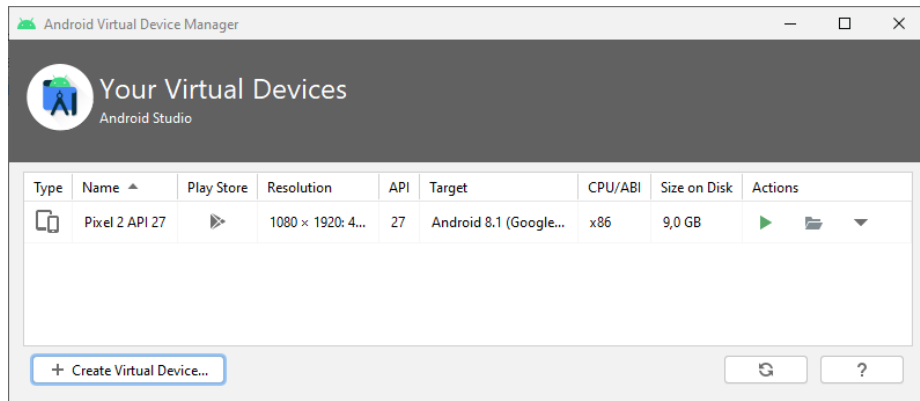 Android Virtual Device Manager
Your Virtual Devices
Android Studio
Type Name Play Store Resolution API Target CPU/ABI Size on Disk Actions
Pixel 2 API 27 1080 × 1920: 4... 27 Android 8.1 (Google... x86 9,0 GB
+ Create Virtual Device... ?